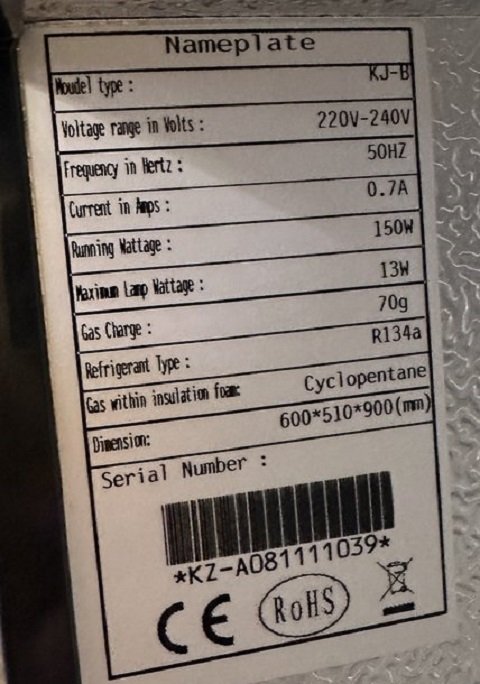 Nameplate
Moudel type : KJ-B
Voltage range in Volts : 220V-240V
Frequency in Hertz : 50HZ
Current in Amps : 0.7A
Running Wattage : 150W
Maximum Lamp Wattage : 13W
Gas Charge : 70g
Refrigerant Type : R134a
Gas within insulation foam: Cyclopentane
Dimension: 600*510*900(mm)
Serial Number :
*KZ-A081111039*
CE RoHS